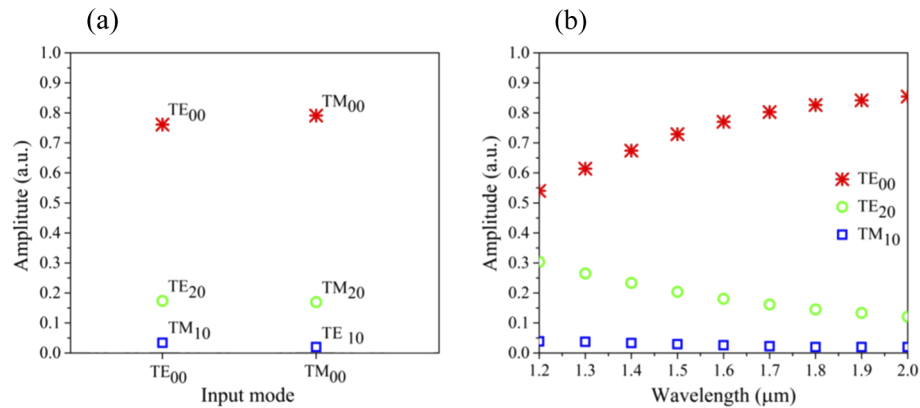 (a)
1.0
0.9
0.8
0.7
0.6
0.5
0.4
0.3
0.2
0.1
0.0
Amplitute (a.u.)
TE00
TM00
TE20
TM20
TM10
TE 10
TE00
TM00
Input mode
(b)
1.0
0.9
0.8
0.7
0.6
0.5
0.4
0.3
0.2
0.1
0.0
Amplitude (a.u.)
TE00
TE20
TM10
1.2 1.3 1.4 1.5 1.6 1.7 1.8 1.9 2.0
Wavelength (μm)